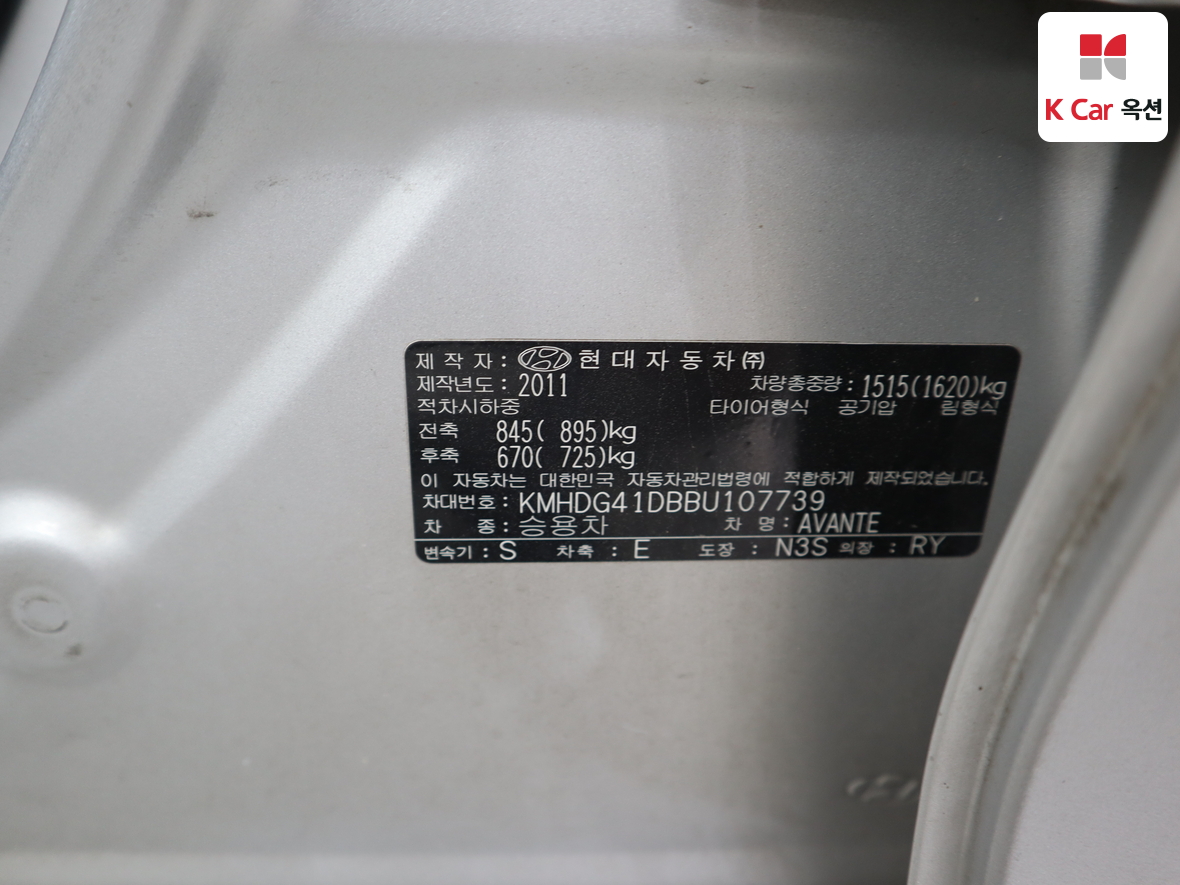 K Car 옥션
제 작 자 : 현대자동차㈜
제작년도 : 2011 차량총중량 : 1515(1620)kg
적차시하중 타이어형식 공기압 림형식
전축 845( 895)kg
후축 670( 725)kg
이 자동차는 대한민국 자동차관리법령에 적합하게 제작되었습니다.
차대번호 : KMHDG41DBBU107739
차 종 : 승용차 차 명 : AVANTE
변속기 : S 차축 : E 도장 : N3S 의장 : RY